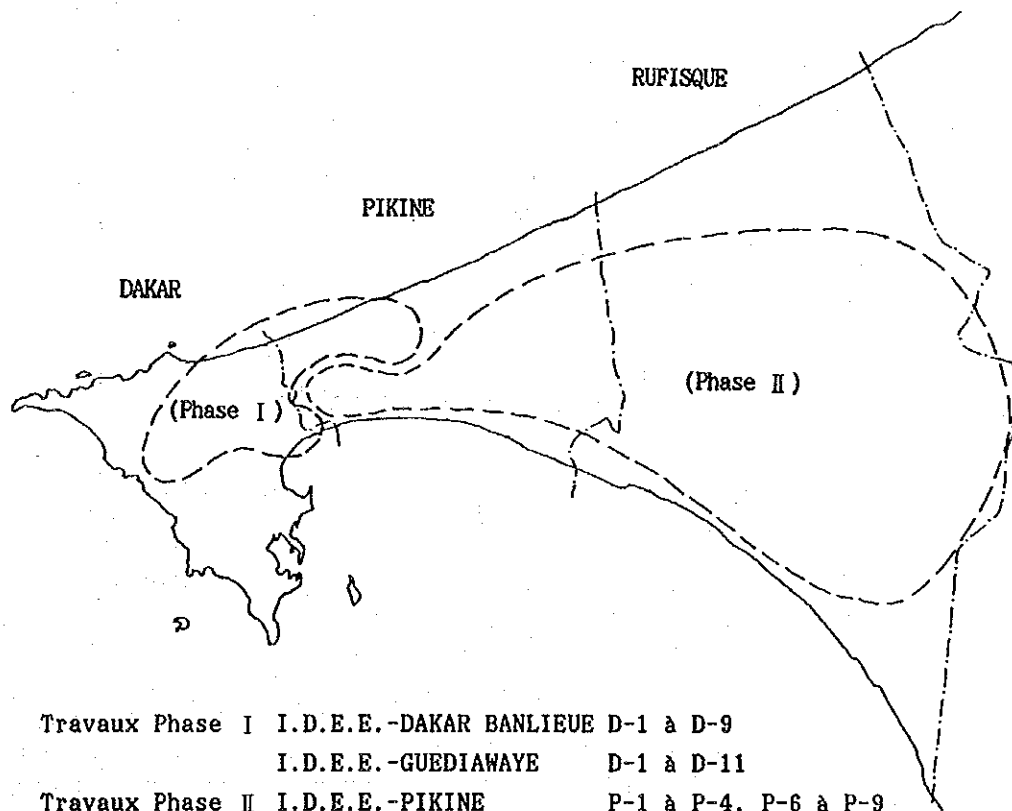 RUFISQUE
PIKINE
DAKAR
(Phase I)
(Phase II)
Travaux Phase I I.D.E.E.-DAKAR BANLIEUE D-1 à D-9
I.D.E.E.-GUEDIAWAYE D-1 à D-11
Travaux Phase II I.D.E.E.-PIKINE P-1 à P-4, P-6 à P-9